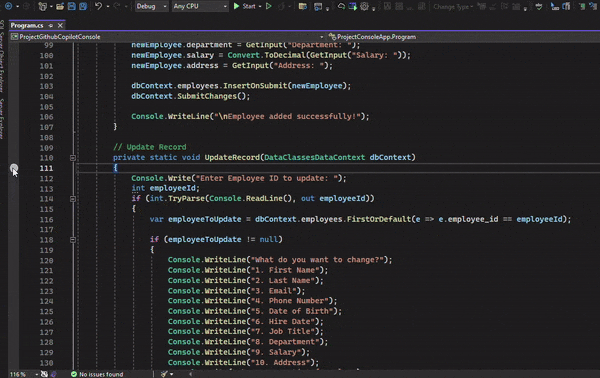 Debug Any CPU Start Change Type
Program.cs
ProjectGithubCopilotConsole ProjectConsoleApp.Program
SQL Server Object Explorer
Server Explorer
99 newEmployee.department = GetInput("Department: ");
100 newEmployee.salary = Convert.ToDecimal(GetInput("Salary: "));
101 newEmployee.address = GetInput("Address: ");
102
103 dbContext.employees.InsertOnSubmit(newEmployee);
104 dbContext.SubmitChanges();
105
106 Console.WriteLine("\nEmployee added successfully!");
107 }
108
109 // Update Record
110 private static void UpdateRecord(DataClassesDataContext dbContext)
111 {
112 Console.Write("Enter Employee ID to update: ");
113 int employeeId;
114 if (int.TryParse(Console.ReadLine(), out employeeId))
115 {
116 var employeeToUpdate = dbContext.employees.FirstOrDefault(e => e.employee_id == employeeId);
117
118 if (employeeToUpdate != null)
119 {
120 Console.WriteLine("What do you want to change?");
121 Console.WriteLine("1. First Name");
122 Console.WriteLine("2. Last Name");
123 Console.WriteLine("3. Email");
124 Console.WriteLine("4. Phone Number");
125 Console.WriteLine("5. Date of Birth");
126 Console.WriteLine("6. Hire Date");
127 Console.WriteLine("7. Job Title");
128 Console.WriteLine("8. Department");
129 Console.WriteLine("9. Salary");
130 Console.WriteLine("10. Address");
116 % No issues found